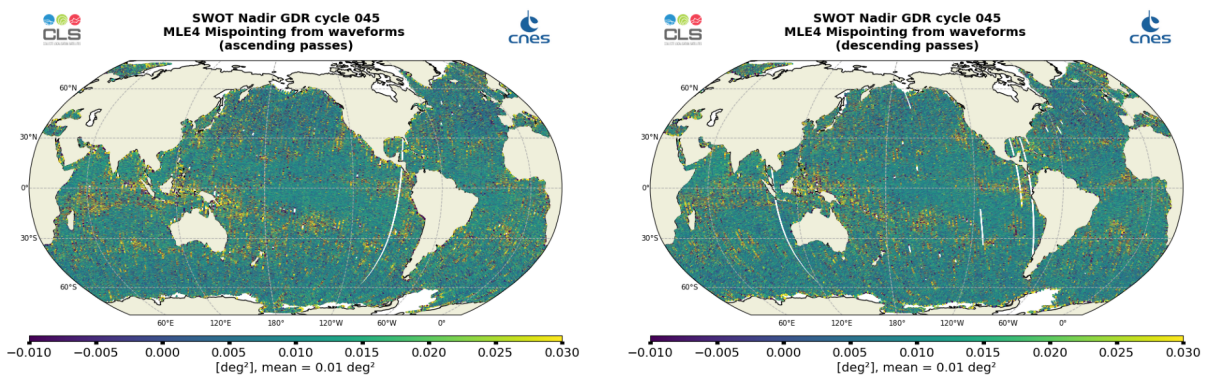 CLS
cnes
SWOT Nadir GDR cycle 045
MLE4 Mispointing from waveforms
(ascending passes)
60°N
30°N
0°
30°S
60°S
60°E 120°E 180° 120°W 60°W 0°
−0.010 −0.005 0.000 0.005 0.010 0.015 0.020 0.025 0.030
[deg²], mean = 0.01 deg²
CLS
cnes
SWOT Nadir GDR cycle 045
MLE4 Mispointing from waveforms
(descending passes)
60°N
30°N
0°
30°S
60°S
60°E 120°E 180° 120°W 60°W 0°
−0.010 −0.005 0.000 0.005 0.010 0.015 0.020 0.025 0.030
[deg²], mean = 0.01 deg²